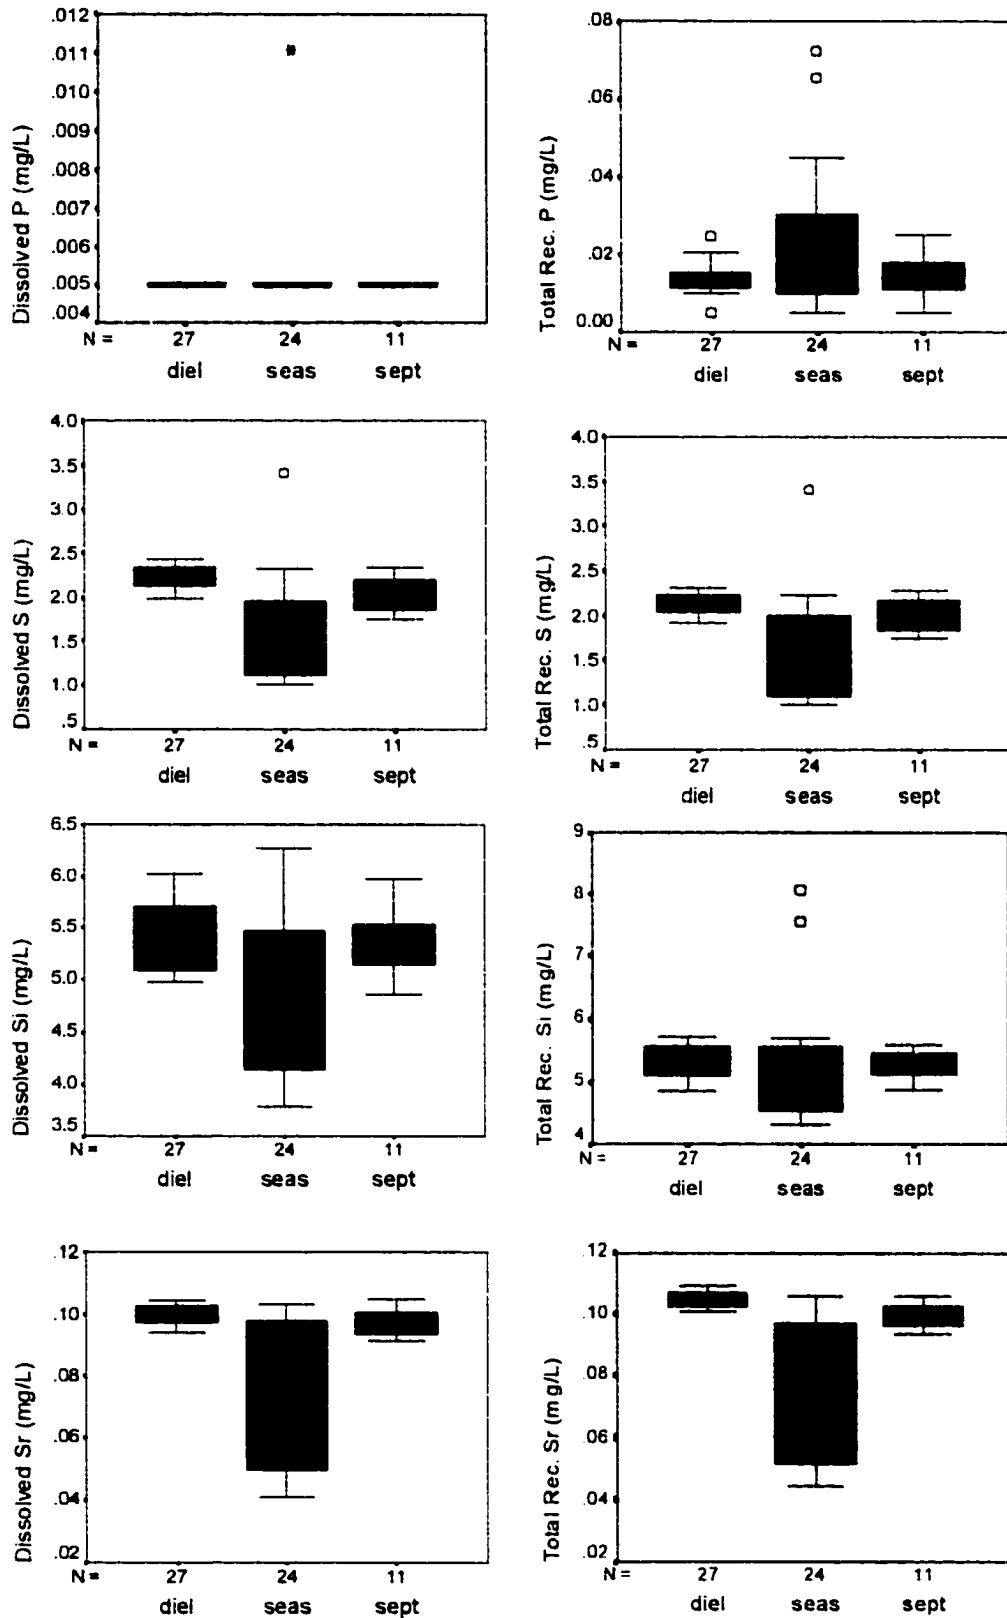 Dissolved P (mg/L)
.012
.011
.010
.009
.008
.007
.006
.005
.004
N = 27 24 11
diel seas sept
Total Rec. P (mg/L)
.08
.06
.04
.02
0.00
N = 27 24 11
diel seas sept
Dissolved S (mg/L)
4.0
3.5
3.0
2.5
2.0
1.5
1.0
.5
N = 27 24 11
diel seas sept
Total Rec. S (mg/L)
4.0
3.5
3.0
2.5
2.0
1.5
1.0
.5
N = 27 24 11
diel seas sept
Dissolved Si (mg/L)
6.5
6.0
5.5
5.0
4.5
4.0
3.5
N = 27 24 11
diel seas sept
Total Rec. Si (mg/L)
9
8
7
6
5
4
N = 27 24 11
diel seas sept
Dissolved Sr (mg/L)
.12
.10
.08
.06
.04
.02
N = 27 24 11
diel seas sept
Total Rec. Sr (mg/L)
.12
.10
.08
.06
.04
.02
N = 27 24 11
diel seas sept